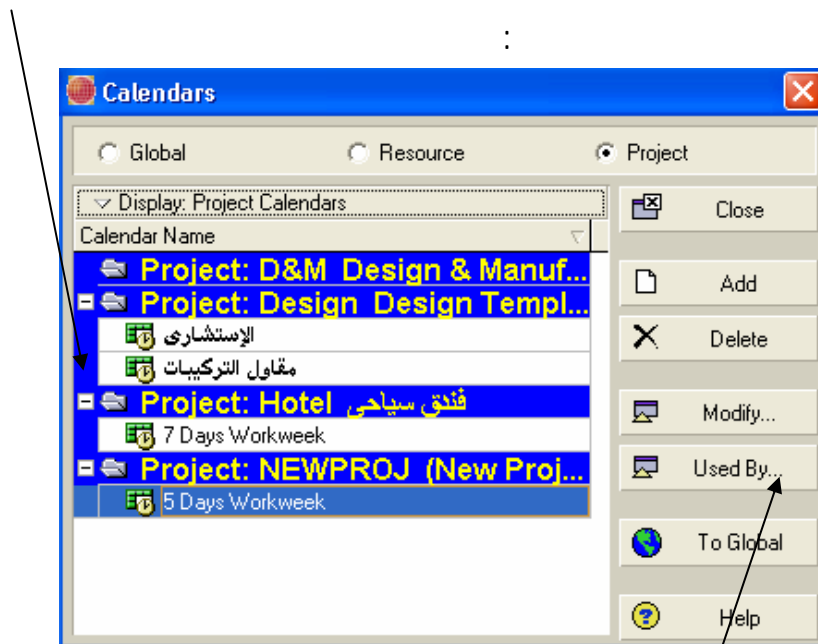 :
Calendars
Global Resource Project
Display: Project Calendars
Close
Calendar Name
Project: D&M Design & Manuf...
Add
Project: Design Design Templ...
الإستشارى
Delete
مقاول التركيبات
Project: Hotel فندق سياحى
Modify...
7 Days Workweek
Project: NEWPROJ (New Proj...
Used By...
5 Days Workweek
To Global
Help